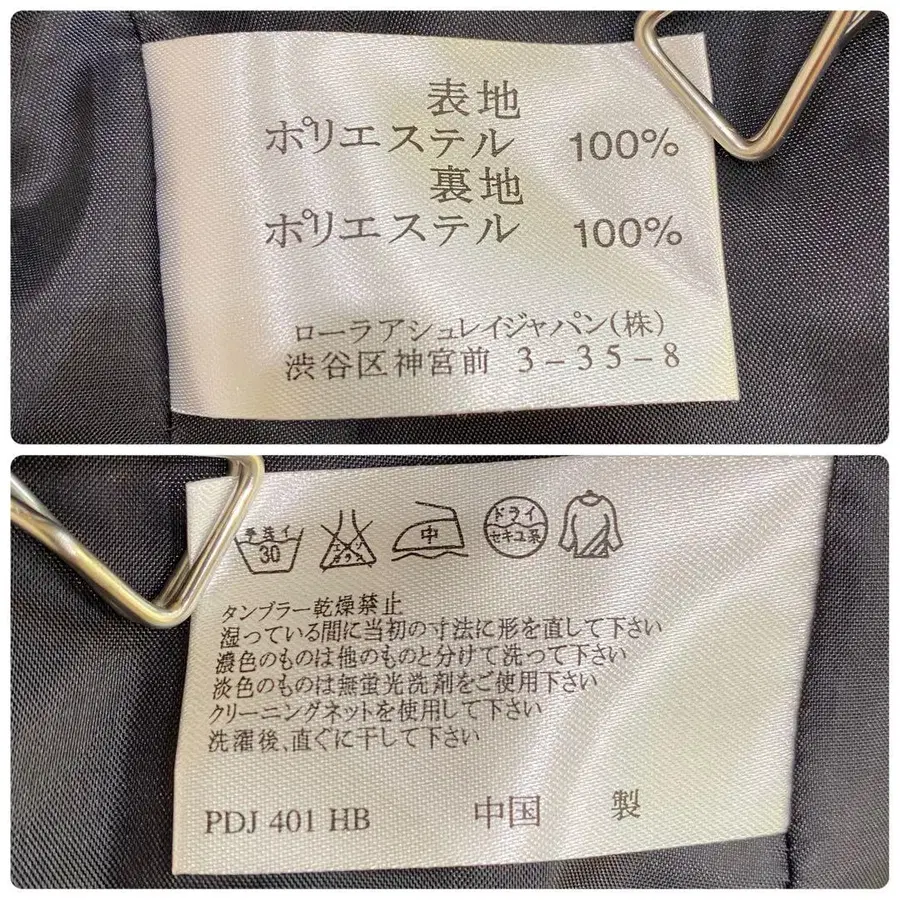 表地
ポリエステル 100%
裏地
ポリエステル 100%
ローラアシュレイジャパン(株)
渋谷区神宮前 3-35-8
手洗イ
30
エンソ
サラシ
中
ドライ
セキユ系
タンブラー乾燥禁止
湿っている間に当初の寸法に形を直して下さい
濃色のものは他のものと分けて洗って下さい
淡色のものは無蛍光洗剤をご使用下さい
クリーニングネットを使用して下さい
洗濯後、直ぐに干して下さい
PDJ 401 HB 中国 製